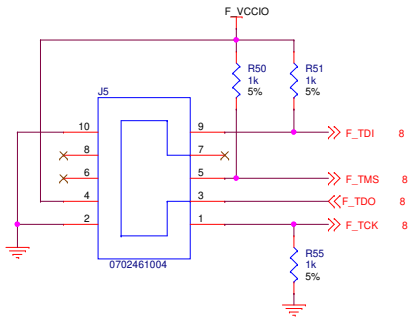 F_VCCIO
R50
1k
5%
R51
1k
5%
J5
10
9
F_TDI 8
8
7
6
5
F_TMS 8
4
3
F_TDO 8
2
1
F_TCK 8
R55
1k
5%
0702461004